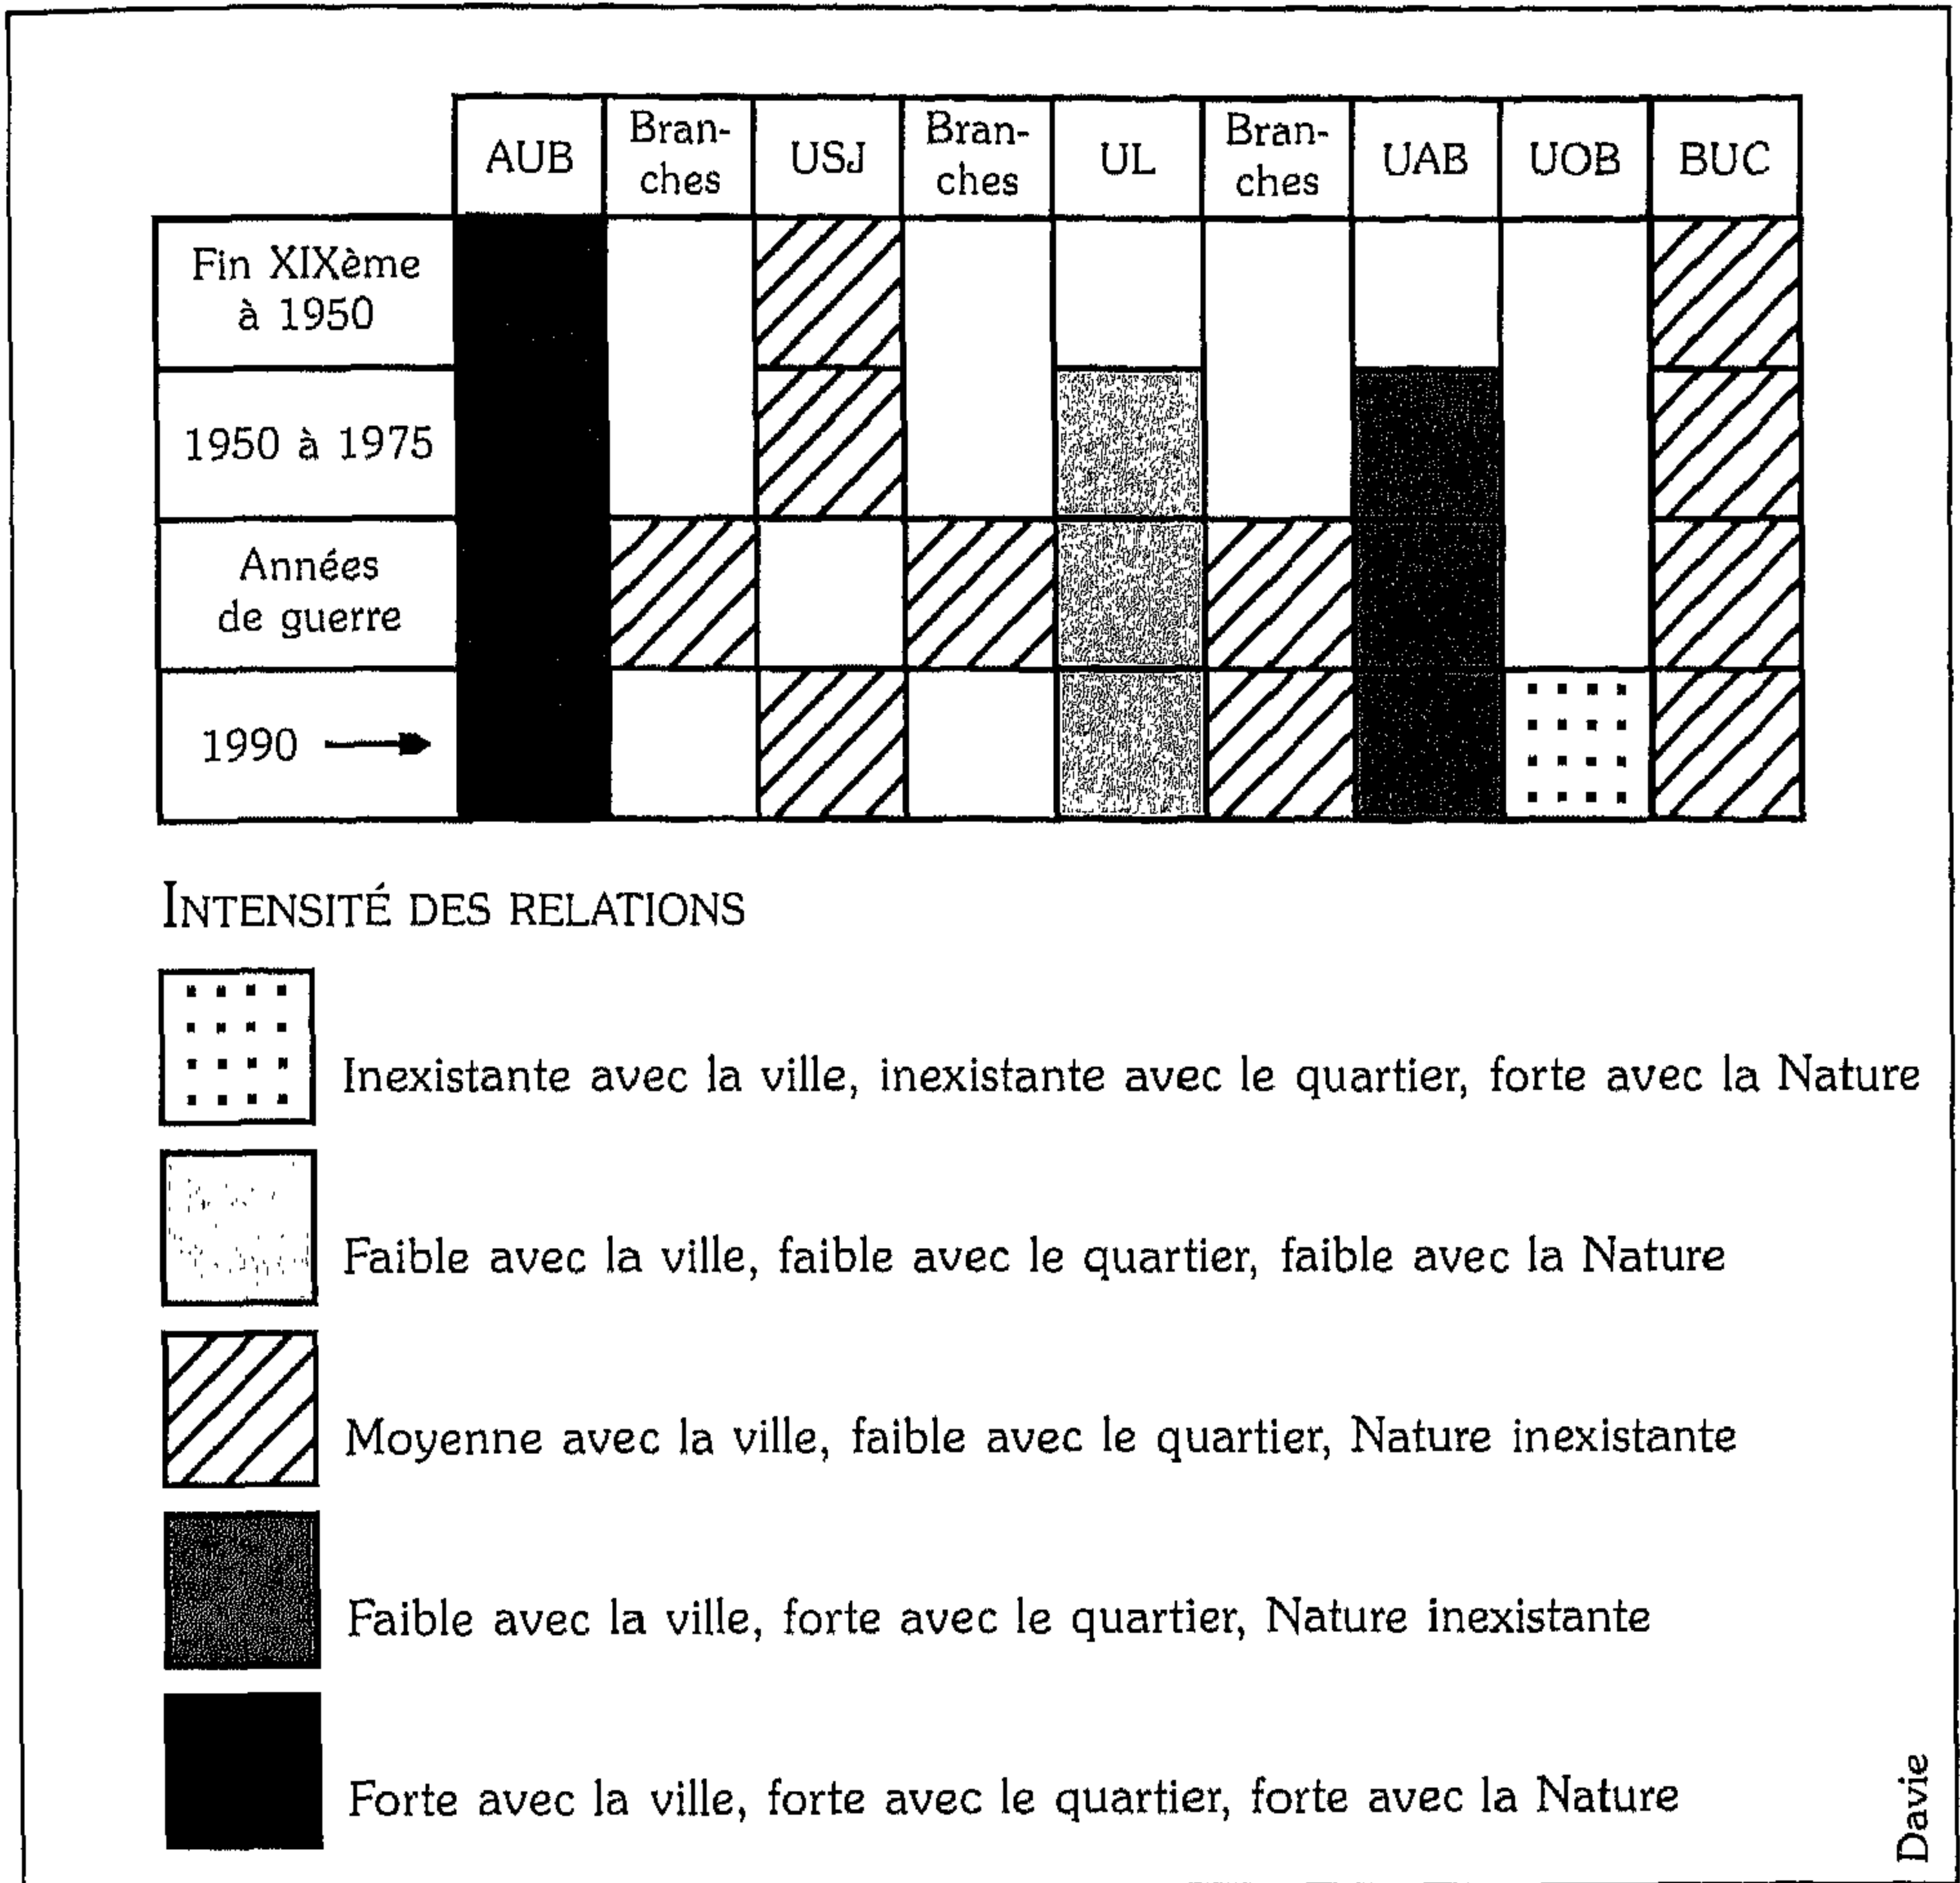 AUB Bran- USJ Bran- UL Bran- UAB UOB BUC
ches ches ches
Fin XIXème
à 1950
1950 à 1975
Années
de guerre
1990
INTENSITÉ DES RELATIONS
Inexistante avec la ville, inexistante avec le quartier, forte avec la Nature
Faible avec la ville, faible avec le quartier, faible avec la Nature
Moyenne avec la ville, faible avec le quartier, Nature inexistante
Faible avec la ville, forte avec le quartier, Nature inexistante
Forte avec la ville, forte avec le quartier, forte avec la Nature
Davie